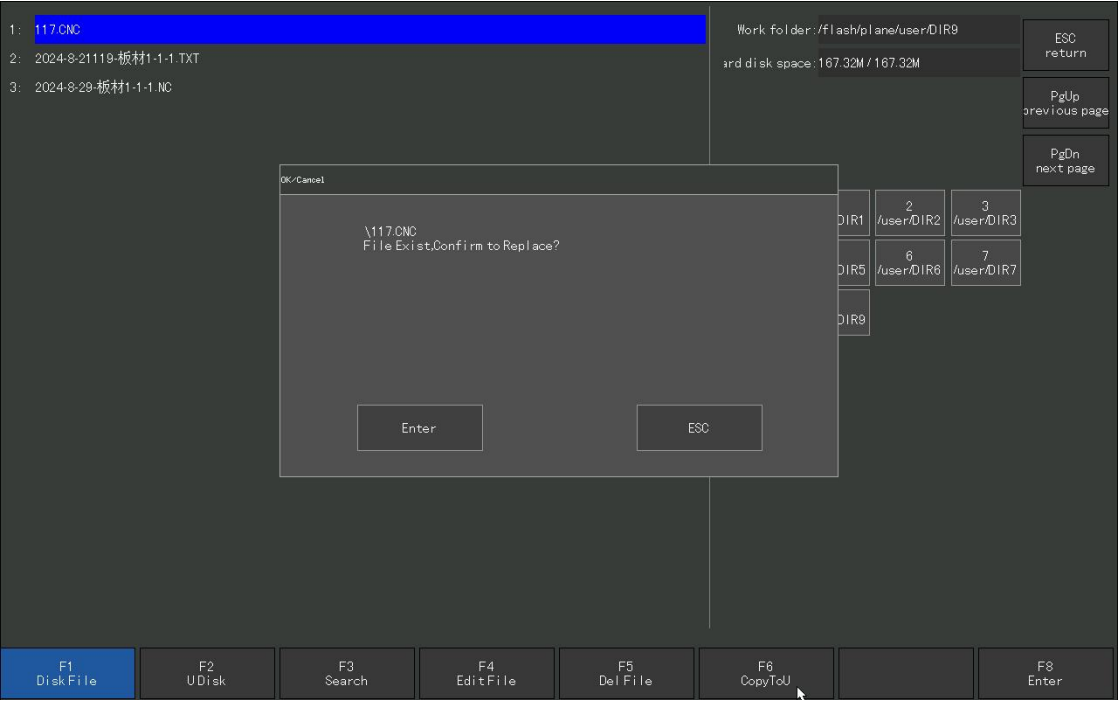 1: 117.CNC
2: 2024-8-21119-板材1-1-1.TXT
3: 2024-8-29-板材1-1-1.NC
Work folder:/flash/plane/user/DIR9
ard disk space:167.32M / 167.32M
ESC
return
PgUp
previous page
PgDn
next page
OK/Cancel
\117.CNC
File Exist,Confirm to Replace?
Enter
ESC
DIR1
2
/user/DIR2
3
/user/DIR3
DIR5
6
/user/DIR6
7
/user/DIR7
DIR9
F1
DiskFile
F2
UDisk
F3
Search
F4
EditFile
F5
Del File
F6
CopyToU
F8
Enter